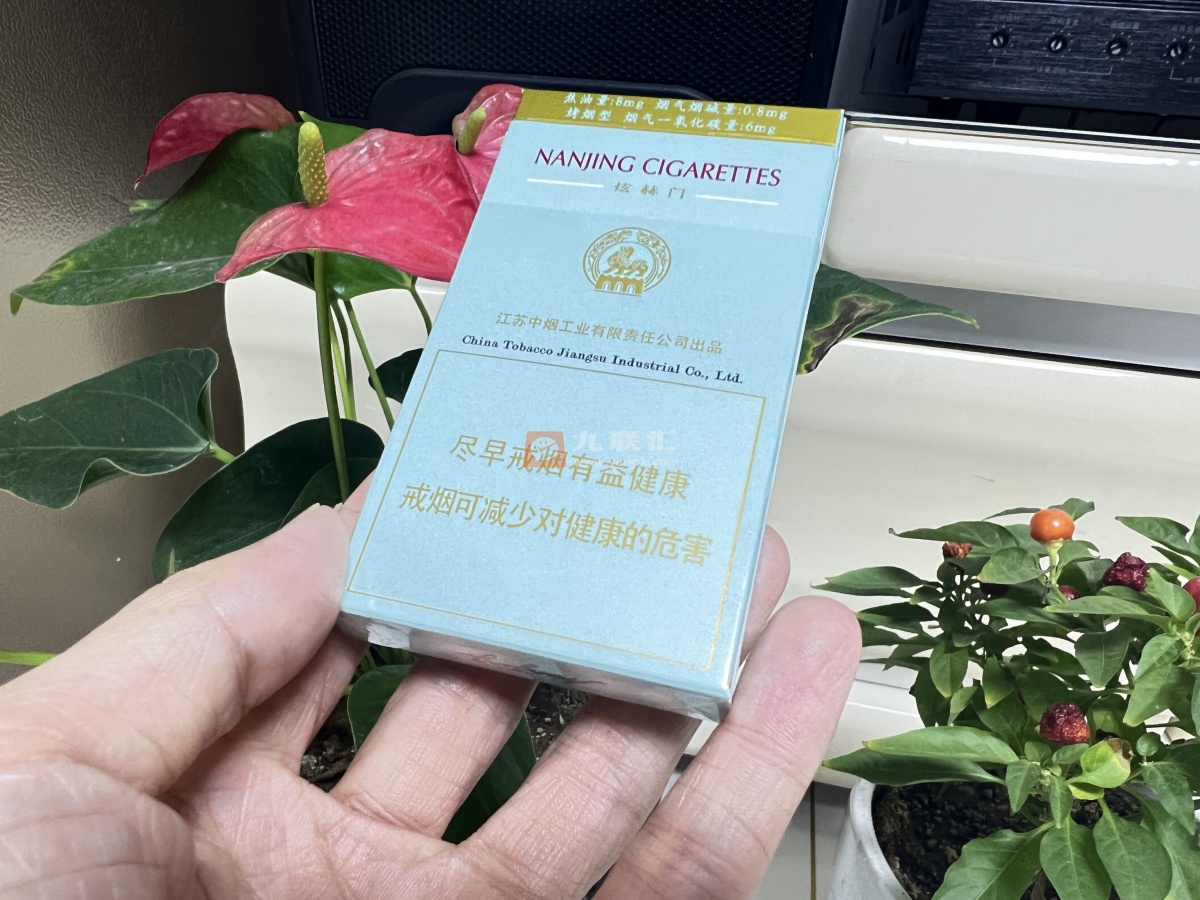 焦油量:8mg 烟气烟碱量:0.8mg
烤烟型 烟气一氧化碳量:6mg
NANJING CIGARETTES
炫赫门
江苏中烟工业有限责任公司出品
China Tobacco Jiangsu Industrial Co., Ltd.
九联汇
尽早戒烟有益健康
戒烟可减少对健康的危害